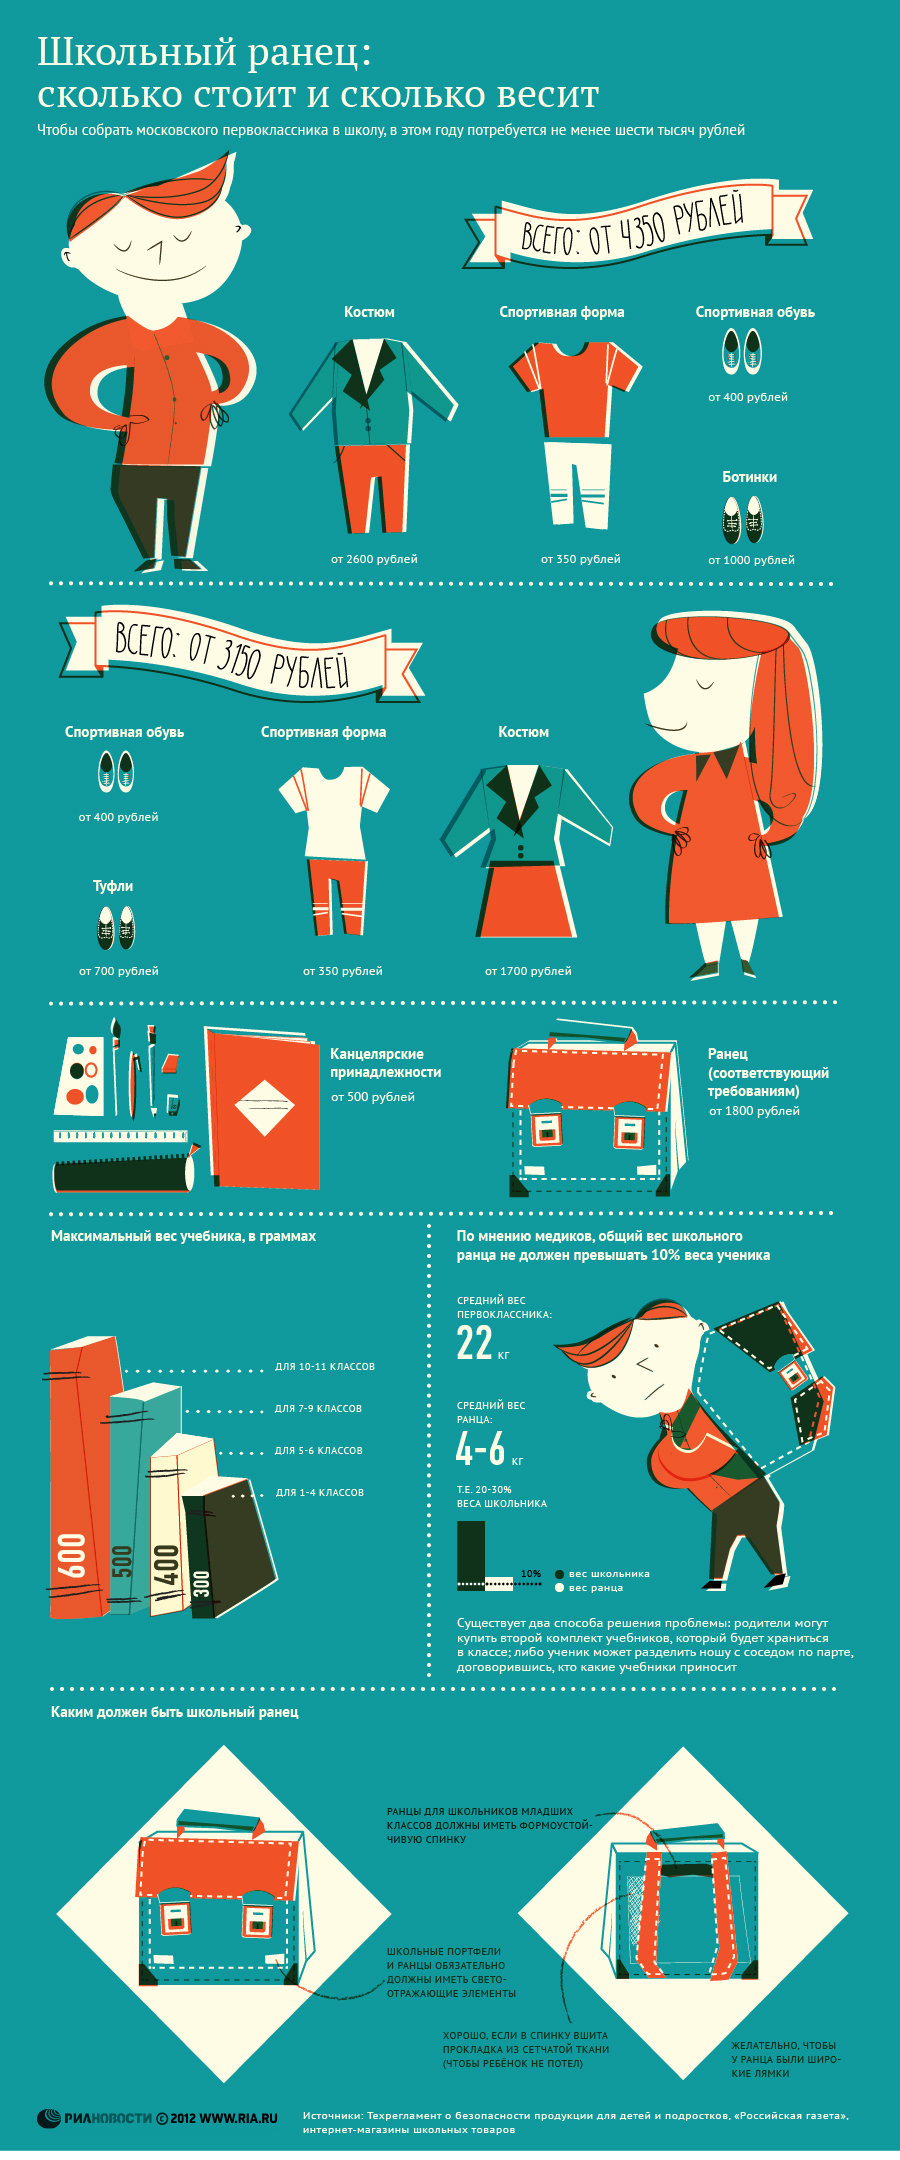 Школьный ранец:
сколько стоит и сколько весит
Чтобы собрать московского первоклассника в школу, в этом году потребуется не менее шести тысяч рублей
ВСЕГО: ОТ 4350 РУБЛЕЙ
Костюм
Спортивная форма
Спортивная обувь
от 400 рублей
Ботинки
от 2600 рублей
от 350 рублей
от 1000 рублей
ВСЕГО: ОТ 3150 РУБЛЕЙ
Спортивная обувь
Спортивная форма
Костюм
от 400 рублей
Туфли
от 700 рублей
от 350 рублей
от 1700 рублей
Канцелярские
принадлежности
от 500 рублей
Ранец
(соответствующий
требованиям)
от 1800 рублей
Максимальный вес учебника, в граммах
ДЛЯ 10-11 КЛАССОВ
ДЛЯ 7-9 КЛАССОВ
ДЛЯ 5-6 КЛАССОВ
ДЛЯ 1-4 КЛАССОВ
600
500
400
300
По мнению медиков, общий вес школьного
ранца не должен превышать 10% веса ученика
СРЕДНИЙ ВЕС
ПЕРВОКЛАССНИКА:
22 КГ
СРЕДНИЙ ВЕС
РАНЦА:
4-6 КГ
Т.Е. 20-30%
ВЕСА ШКОЛЬНИКА
10%
вес школьника
вес ранца
Существует два способа решения проблемы: родители могут
купить второй комплект учебников, который будет храниться
в классе; либо ученик может разделить ношу с соседом по парте,
договорившись, кто какие учебники приносит
Каким должен быть школьный ранец
РАНЦЫ ДЛЯ ШКОЛЬНИКОВ МЛАДШИХ
КЛАССОВ ДОЛЖНЫ ИМЕТЬ ФОРМОУСТОЙ-
ЧИВУЮ СПИНКУ
ШКОЛЬНЫЕ ПОРТФЕЛИ
И РАНЦЫ ОБЯЗАТЕЛЬНО
ДОЛЖНЫ ИМЕТЬ СВЕТО-
ОТРАЖАЮЩИЕ ЭЛЕМЕНТЫ
ХОРОШО, ЕСЛИ В СПИНКУ ВШИТА
ПРОКЛАДКА ИЗ СЕТЧАТОЙ ТКАНИ
(ЧТОБЫ РЕБЁНОК НЕ ПОТЕЛ)
ЖЕЛАТЕЛЬНО, ЧТОБЫ
У РАНЦА БЫЛИ ШИРО-
КИЕ ЛЯМКИ
РИАНОВОСТИ © 2012 WWW.RIA.RU
Источники: Техрегламент о безопасности продукции для детей и подростков, «Российская газета»,
интернет-магазины школьных товаров